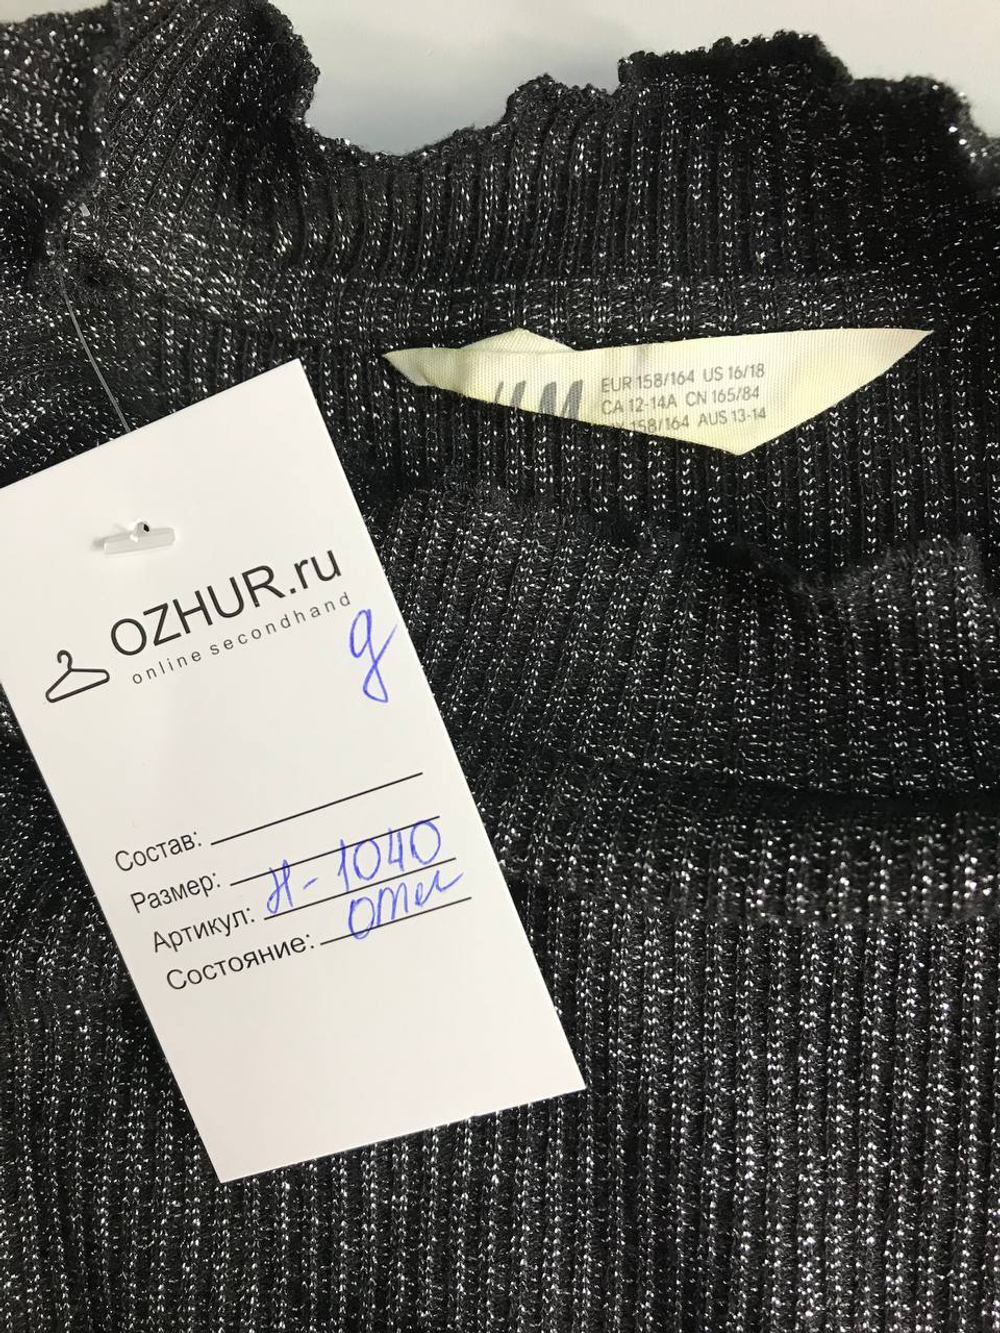 EUR 158/164 US 16/18
CA 12-14A CN 165/84
158/164 AUS 13-14
OZHUR.ru
online secondhand
g
Состав:
Размер:
Артикул: Н-1040
Состояние: отл